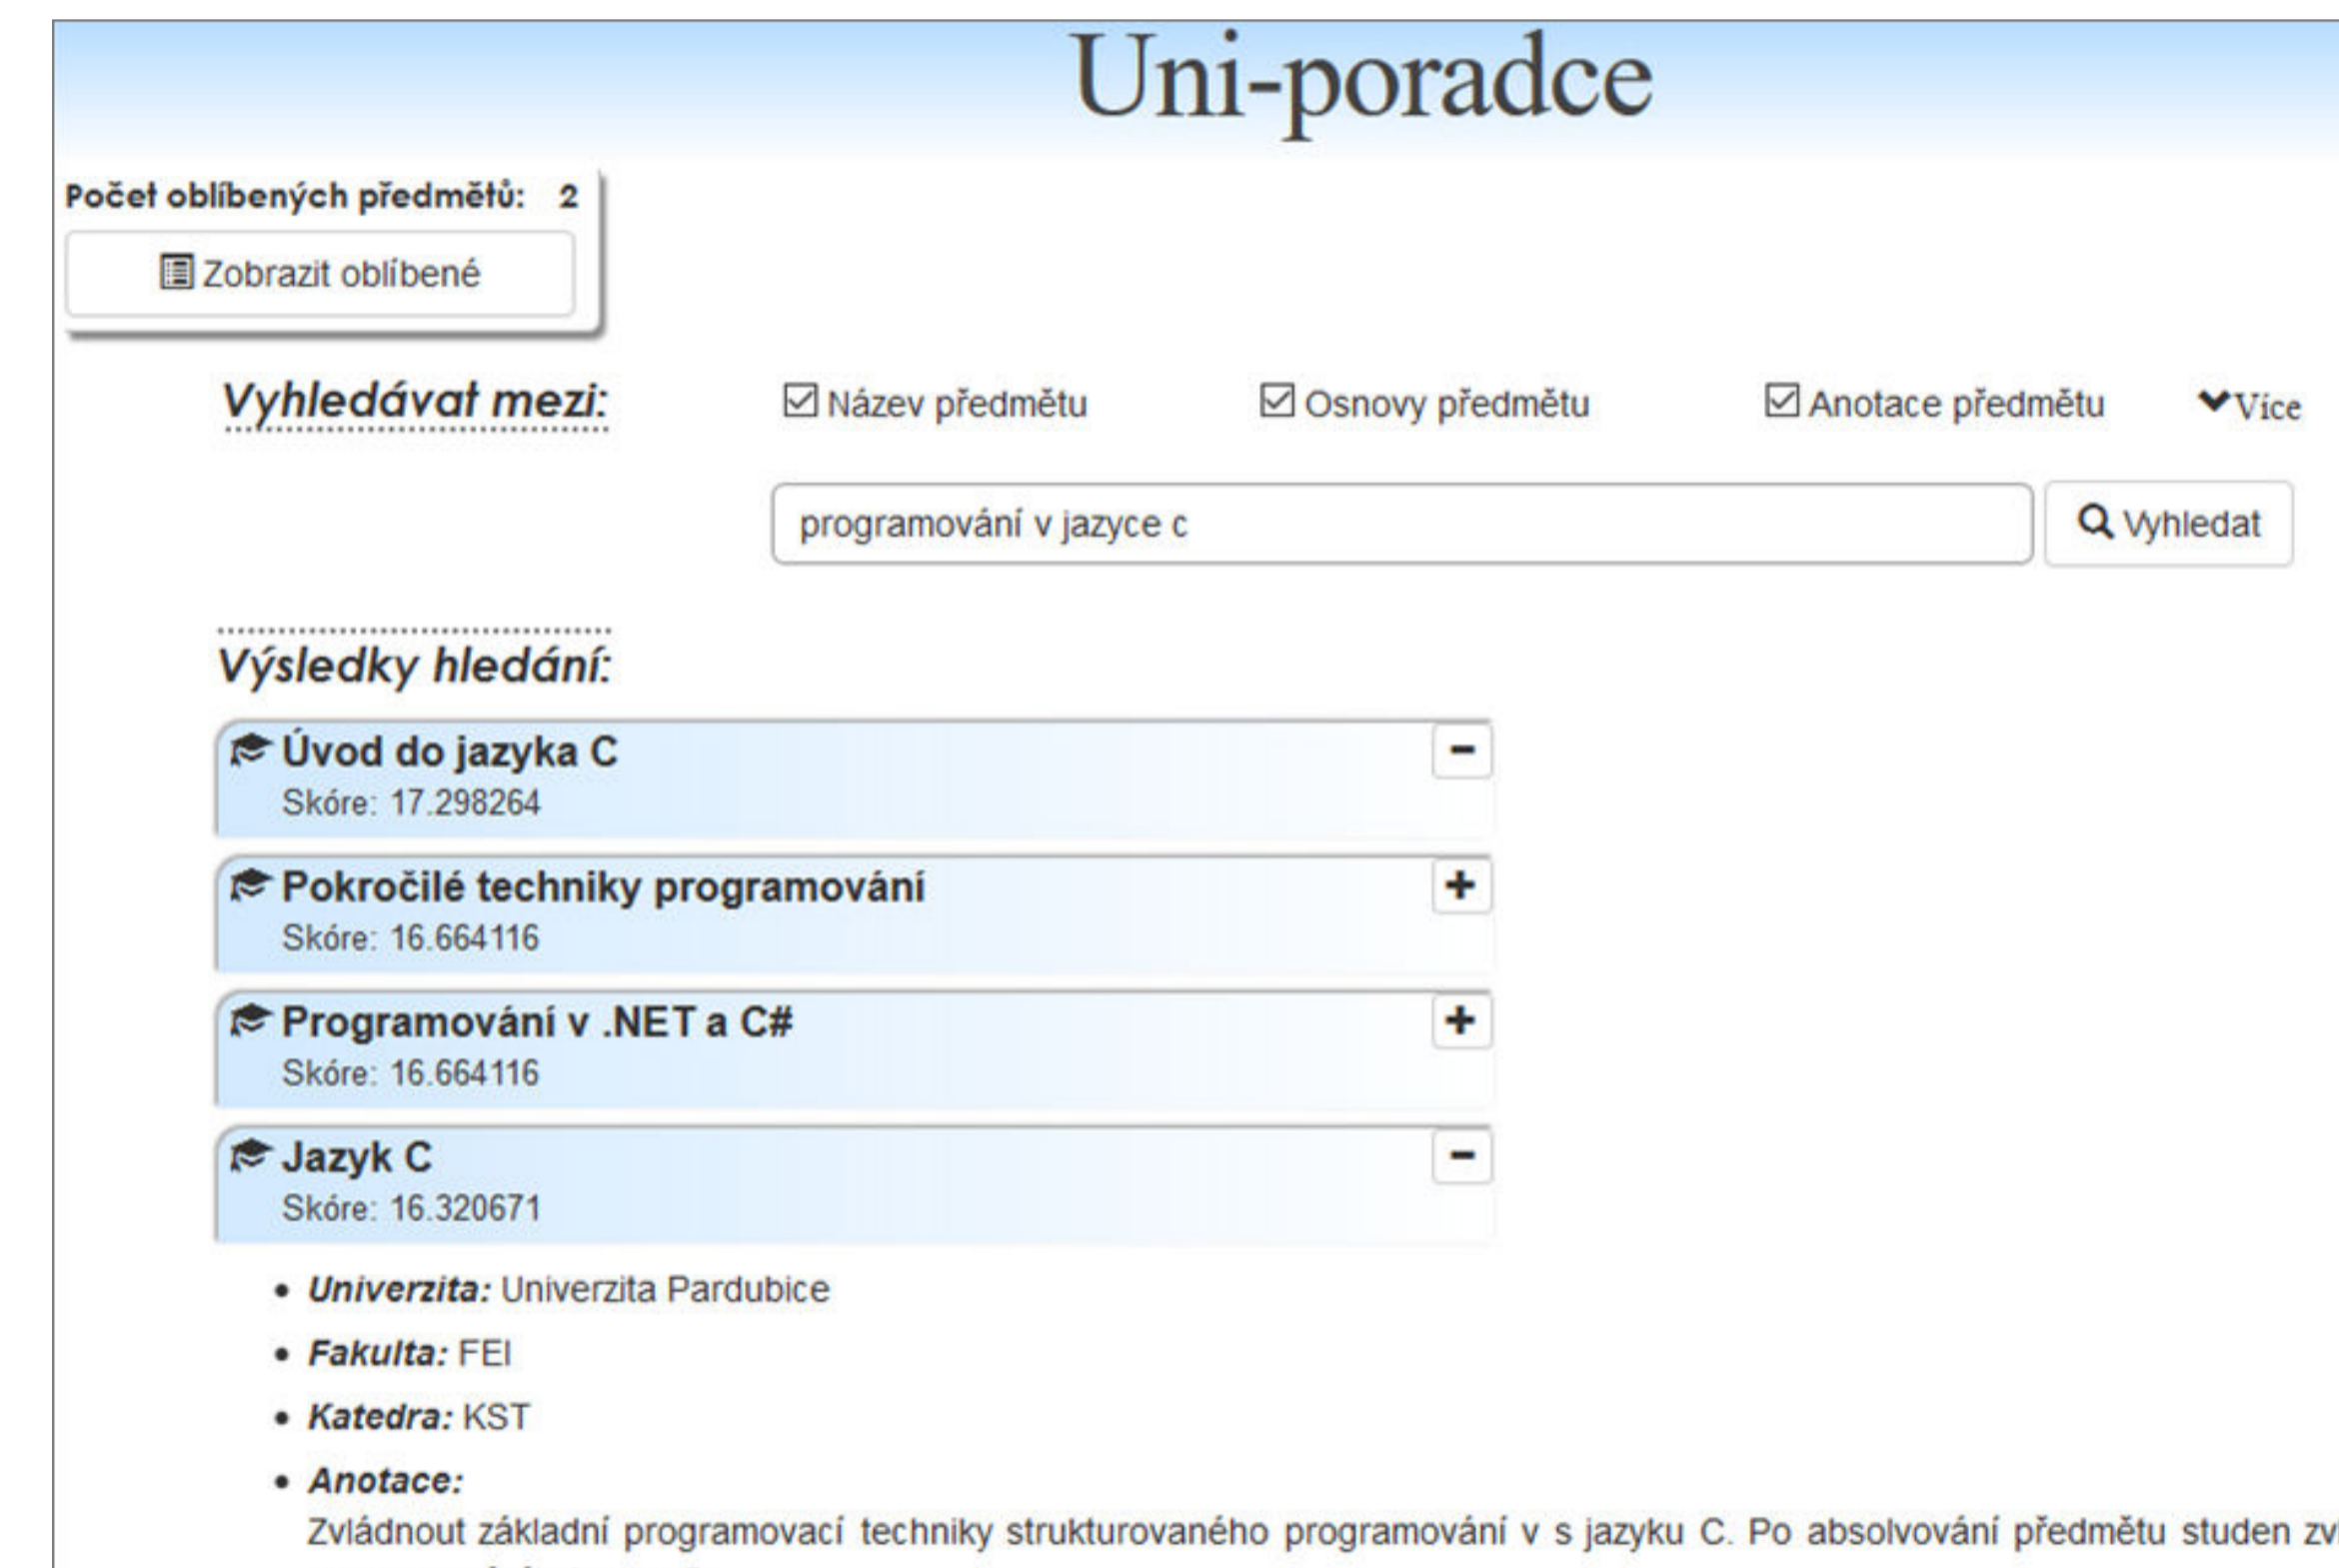 Uni-poradce
Počet oblíbených předmětů: 2
Zobrazit oblíbené
Vyhledávat mezi:
Název předmětu
Osnovy předmětu
Anotace předmětu
Více
programování v jazyce c
Vyhledat
Výsledky hledání:
Úvod do jazyka C
−
Skóre: 17.298264
Pokročilé techniky programování
+
Skóre: 16.664116
Programování v .NET a C#
+
Skóre: 16.664116
Jazyk C
−
Skóre: 16.320671
• Univerzita: Univerzita Pardubice
• Fakulta: FEI
• Katedra: KST
• Anotace:
Zvládnout základní programovací techniky strukturovaného programování v s jazyku C. Po absolvování předmětu studen